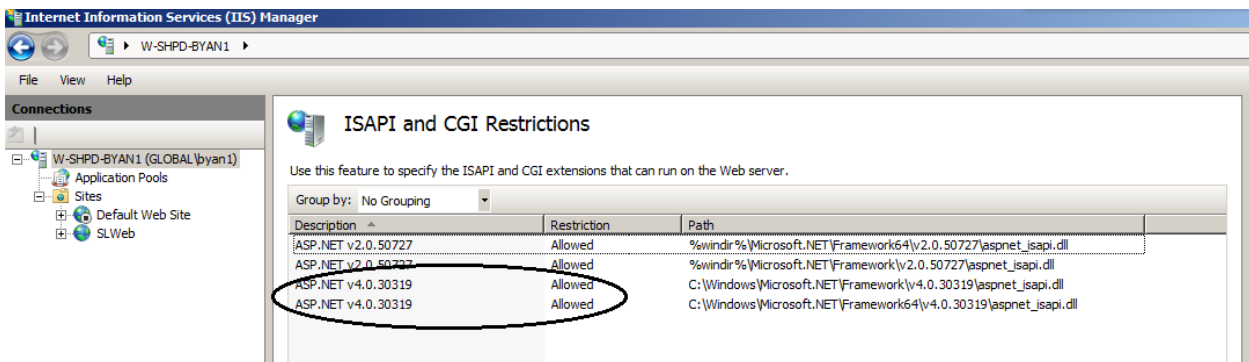 Internet Information Services (IIS) Manager
W-SHPD-BYAN1
File View Help
Connections
W-SHPD-BYAN1 (GLOBAL\byan1)
Application Pools
Sites
Default Web Site
SLWeb
ISAPI and CGI Restrictions
Use this feature to specify the ISAPI and CGI extensions that can run on the Web server.
Group by: No Grouping
Description Restriction Path
ASP.NET v2.0.50727 Allowed %windir%\Microsoft.NET\Framework64\v2.0.50727\aspnet_isapi.dll
ASP.NET v2.0.50727 Allowed %windir%\Microsoft.NET\Framework\v2.0.50727\aspnet_isapi.dll
ASP.NET v4.0.30319 Allowed C:\Windows\Microsoft.NET\Framework\v4.0.30319\aspnet_isapi.dll
ASP.NET v4.0.30319 Allowed C:\Windows\Microsoft.NET\Framework64\v4.0.30319\aspnet_isapi.dll